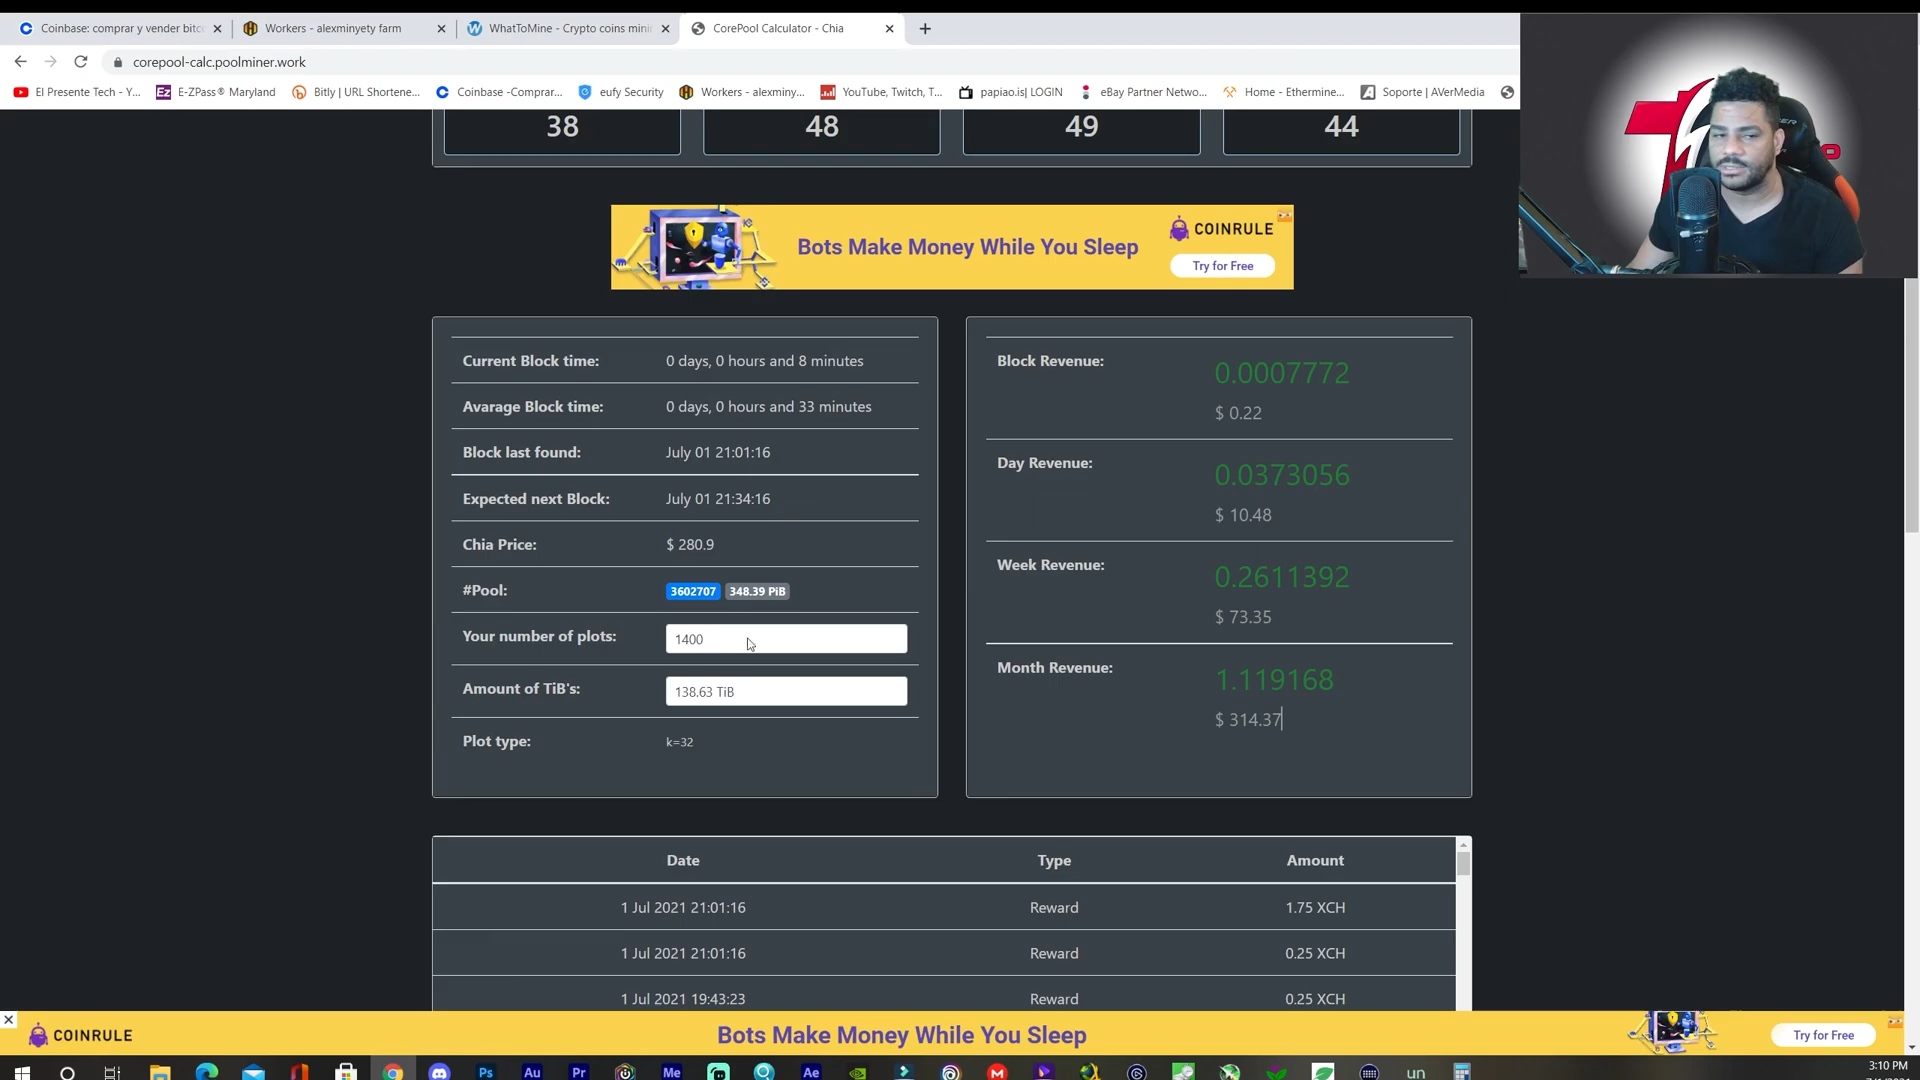 Coinbase: comprar y vender bitc
Workers - alexminyety farm
WhatToMine - Crypto coins mini
CorePool Calculator - Chia
corepool-calc.poolminer.work
El Presente Tech - Y...
E-ZPass® Maryland
Bitly | URL Shortene...
Coinbase -Compar...
eufy Security
Workers - alexminy...
YouTube, Twitch, T...
papiao.is| LOGIN
eBay Partner Netwo...
Home - Ethermine...
Soporte | AVerMedia
38 48 49 44
Bots Make Money While You Sleep
COINRULE
Try for Free
Current Block time: 0 days, 0 hours and 8 minutes
Avarage Block time: 0 days, 0 hours and 33 minutes
Block last found: July 01 21:01:16
Expected next Block: July 01 21:34:16
Chia Price: $ 280.9
#Pool: 3602707 348.39 PiB
Your number of plots: 1400
Amount of TiB's: 138.63 TiB
Plot type: k=32
Block Revenue: 0.0007772
$ 0.22
Day Revenue: 0.0373056
$ 10.48
Week Revenue: 0.2611392
$ 73.35
Month Revenue: 1.119168
$ 314.37
Date Type Amount
1 Jul 2021 21:01:16 Reward 1.75 XCH
1 Jul 2021 21:01:16 Reward 0.25 XCH
1 Jul 2021 19:43:23 Reward 0.25 XCH
COINRULE
Bots Make Money While You Sleep
Try for Free
3:10 PM